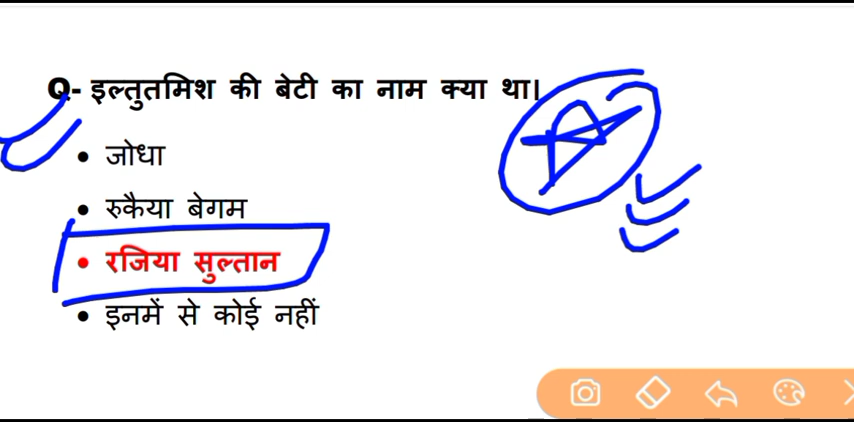 Q- इल्तुतमिश की बेटी का नाम क्या था।
• जोधा
• रुकैया बेगम
• रजिया सुल्तान
• इनमें से कोई नहीं